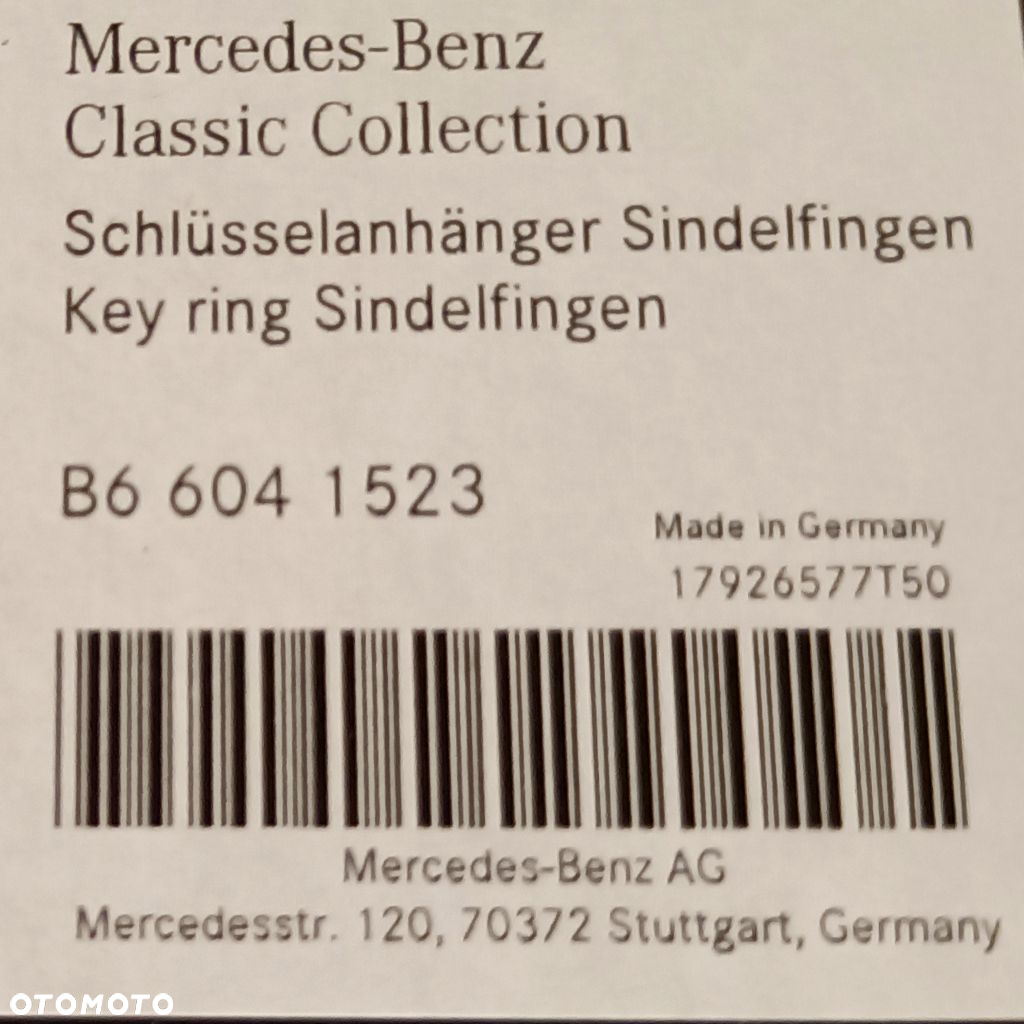 Mercedes-Benz
Classic Collection
Schlüsselanhänger Sindelfingen
Key ring Sindelfingen
B6 604 1523
Made in Germany
17926577T50
Mercedes-Benz AG
Mercedesstr. 120, 70372 Stuttgart, Germany
OTOMOTO